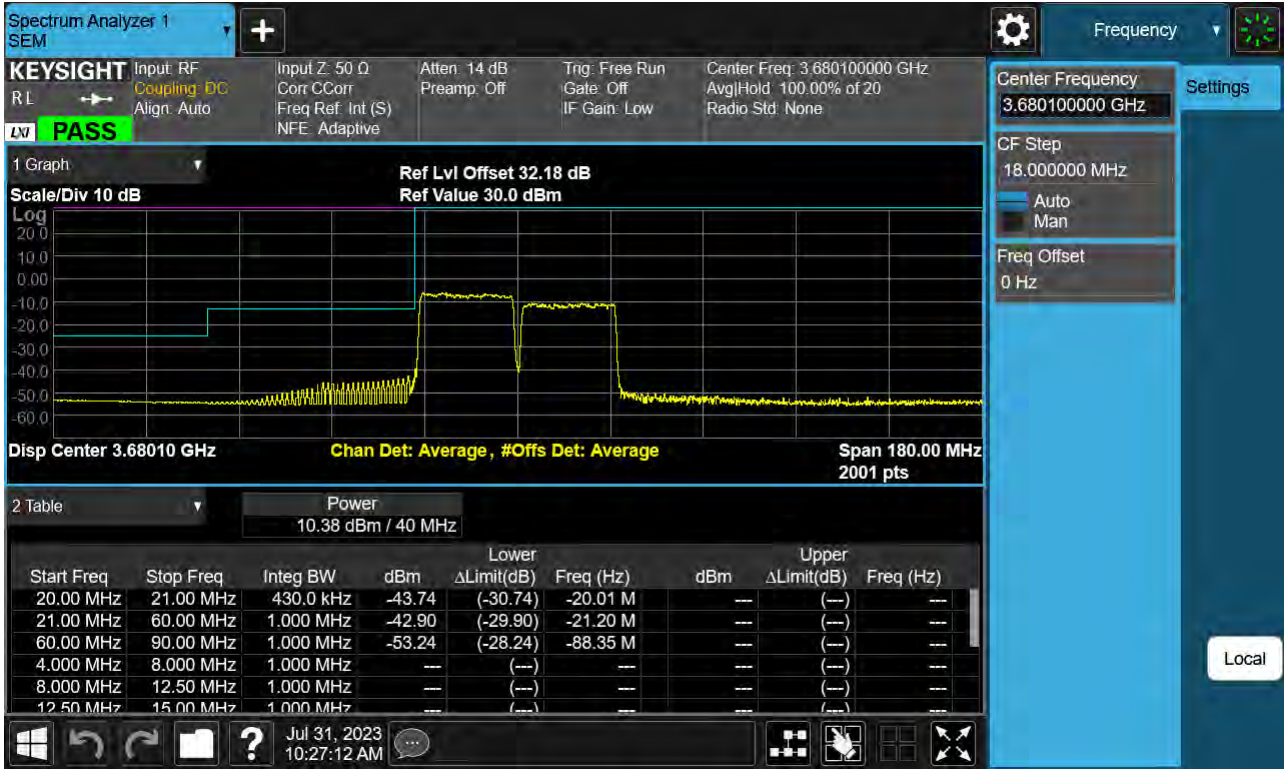 Spectrum Analyzer 1
SEM
Frequency
KEYSIGHT Input: RF Input Z: 50 Ω Atten: 14 dB Trig: Free Run Center Freq: 3.680100000 GHz
RL Coupling: DC Corr CCorr Preamp: Off Gate: Off Avg|Hold: 100.00% of 20
Align: Auto Freq Ref: Int (S) IF Gain: Low Radio Std: None
LXI PASS NFE: Adaptive
Center Frequency
3.680100000 GHz
Settings
CF Step
18.000000 MHz
Auto
Man
Freq Offset
0 Hz
1 Graph
Ref Lvl Offset 32.18 dB
Scale/Div 10 dB Ref Value 30.0 dBm
Log
20.0
10.0
0.00
-10.0
-20.0
-30.0
-40.0
-50.0
-60.0
Disp Center 3.68010 GHz Chan Det: Average , #Offs Det: Average Span 180.00 MHz
2001 pts
2 Table Power
10.38 dBm / 40 MHz
Lower Upper
Start Freq Stop Freq Integ BW dBm ΔLimit(dB) Freq (Hz) dBm ΔLimit(dB) Freq (Hz)
20.00 MHz 21.00 MHz 430.0 kHz -43.74 (-30.74) -20.01 M --- (---) ---
21.00 MHz 60.00 MHz 1.000 MHz -42.90 (-29.90) -21.20 M --- (---) ---
60.00 MHz 90.00 MHz 1.000 MHz -53.24 (-28.24) -88.35 M --- (---) ---
4.000 MHz 8.000 MHz 1.000 MHz --- (---) --- --- (---) ---
8.000 MHz 12.50 MHz 1.000 MHz --- (---) --- --- (---) ---
12.50 MHz 15.00 MHz 1.000 MHz --- (---) --- --- (---) ---
Local
Jul 31, 2023
10:27:12 AM